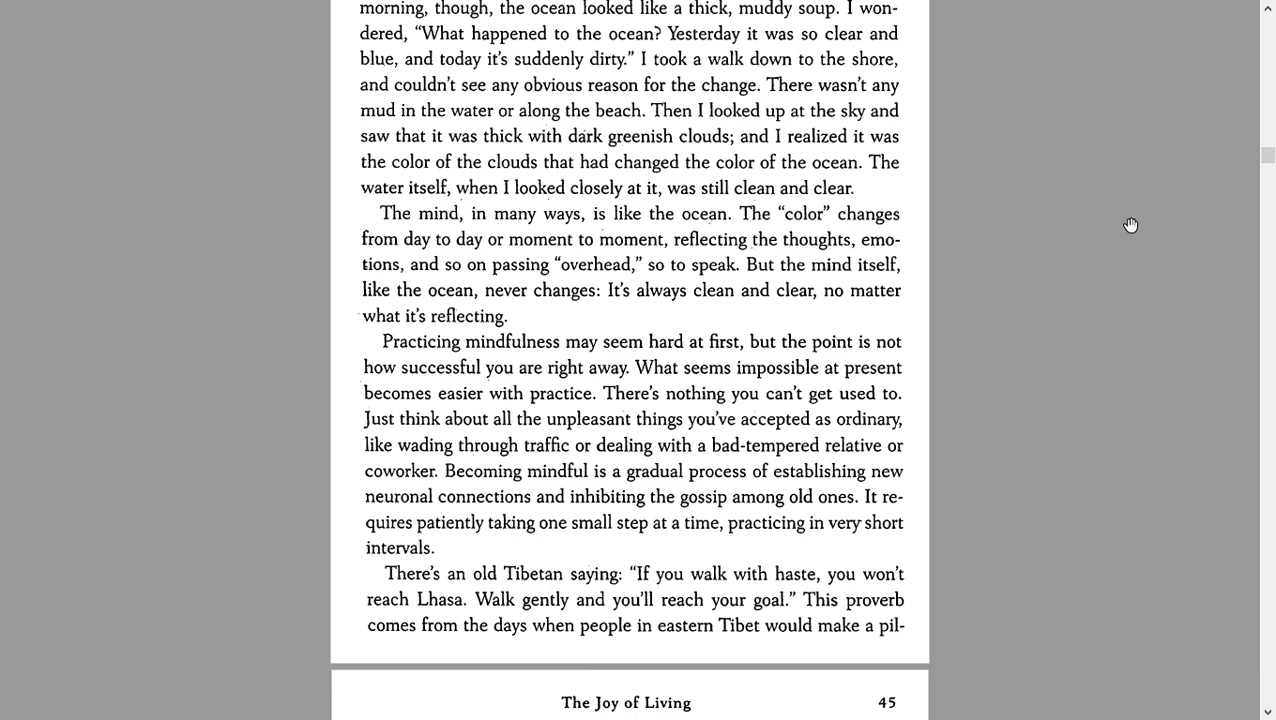 morning, though, the ocean looked like a thick, muddy soup. I won-
dered, “What happened to the ocean? Yesterday it was so clear and
blue, and today it’s suddenly dirty.” I took a walk down to the shore,
and couldn’t see any obvious reason for the change. There wasn’t any
mud in the water or along the beach. Then I looked up at the sky and
saw that it was thick with dark greenish clouds; and I realized it was
the color of the clouds that had changed the color of the ocean. The
water itself, when I looked closely at it, was still clean and clear.
The mind, in many ways, is like the ocean. The “color” changes
from day to day or moment to moment, reflecting the thoughts, emo-
tions, and so on passing “overhead,” so to speak. But the mind itself,
like the ocean, never changes: It’s always clean and clear, no matter
what it’s reflecting.
Practicing mindfulness may seem hard at first, but the point is not
how successful you are right away. What seems impossible at present
becomes easier with practice. There’s nothing you can’t get used to.
Just think about all the unpleasant things you’ve accepted as ordinary,
like wading through traffic or dealing with a bad-tempered relative or
coworker. Becoming mindful is a gradual process of establishing new
neuronal connections and inhibiting the gossip among old ones. It re-
quires patiently taking one small step at a time, practicing in very short
intervals.
There’s an old Tibetan saying: “If you walk with haste, you won’t
reach Lhasa. Walk gently and you’ll reach your goal.” This proverb
comes from the days when people in eastern Tibet would make a pil-
The Joy of Living 45